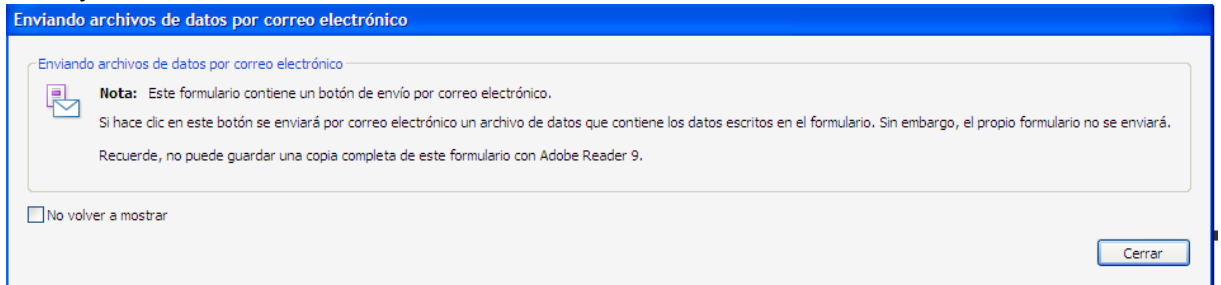 Enviando archivos de datos por correo electrónico
Enviando archivos de datos por correo electrónico
Nota: Este formulario contiene un botón de envío por correo electrónico.
Si hace clic en este botón se enviará por correo electrónico un archivo de datos que contiene los datos escritos en el formulario. Sin embargo, el propio formulario no se enviará.
Recuerde, no puede guardar una copia completa de este formulario con Adobe Reader 9.
No volver a mostrar
Cerrar